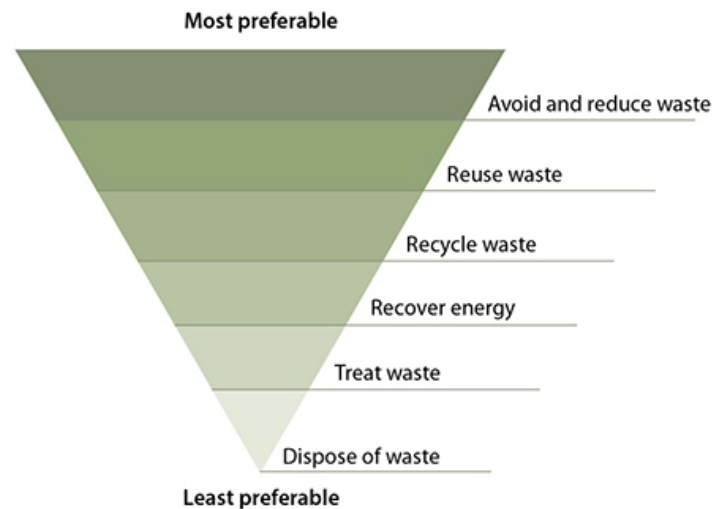 Most preferable
Avoid and reduce waste
Reuse waste
Recycle waste
Recover energy
Treat waste
Dispose of waste
Least preferable